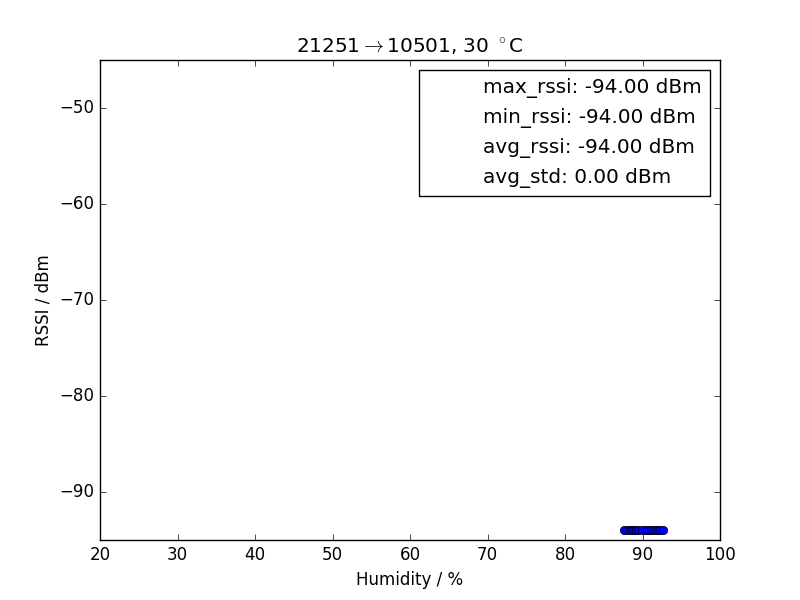 21251→10501, 30 °C
max_rssi: -94.00 dBm
min_rssi: -94.00 dBm
avg_rssi: -94.00 dBm
avg_std: 0.00 dBm
−50
−60
−70
−80
−90
RSSI / dBm
20 30 40 50 60 70 80 90 100
Humidity / %